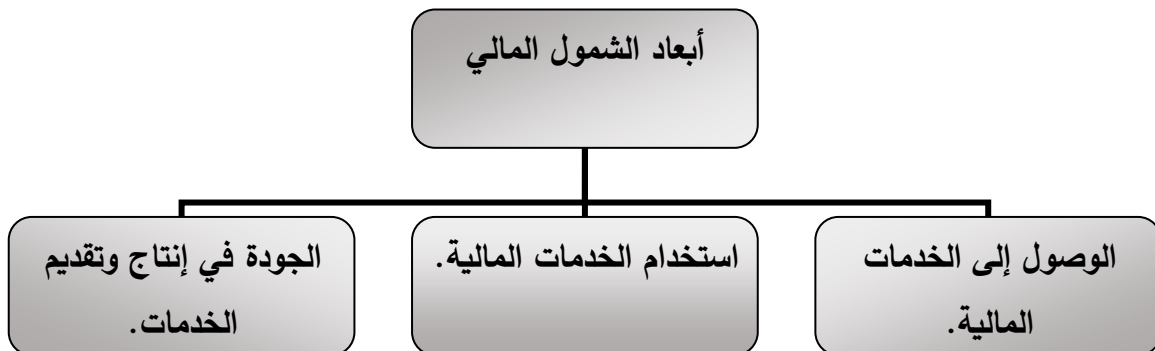 أبعاد الشمول المالي
الوصول إلى الخدمات
المالية.
استخدام الخدمات المالية.
الجودة في إنتاج وتقديم
الخدمات.